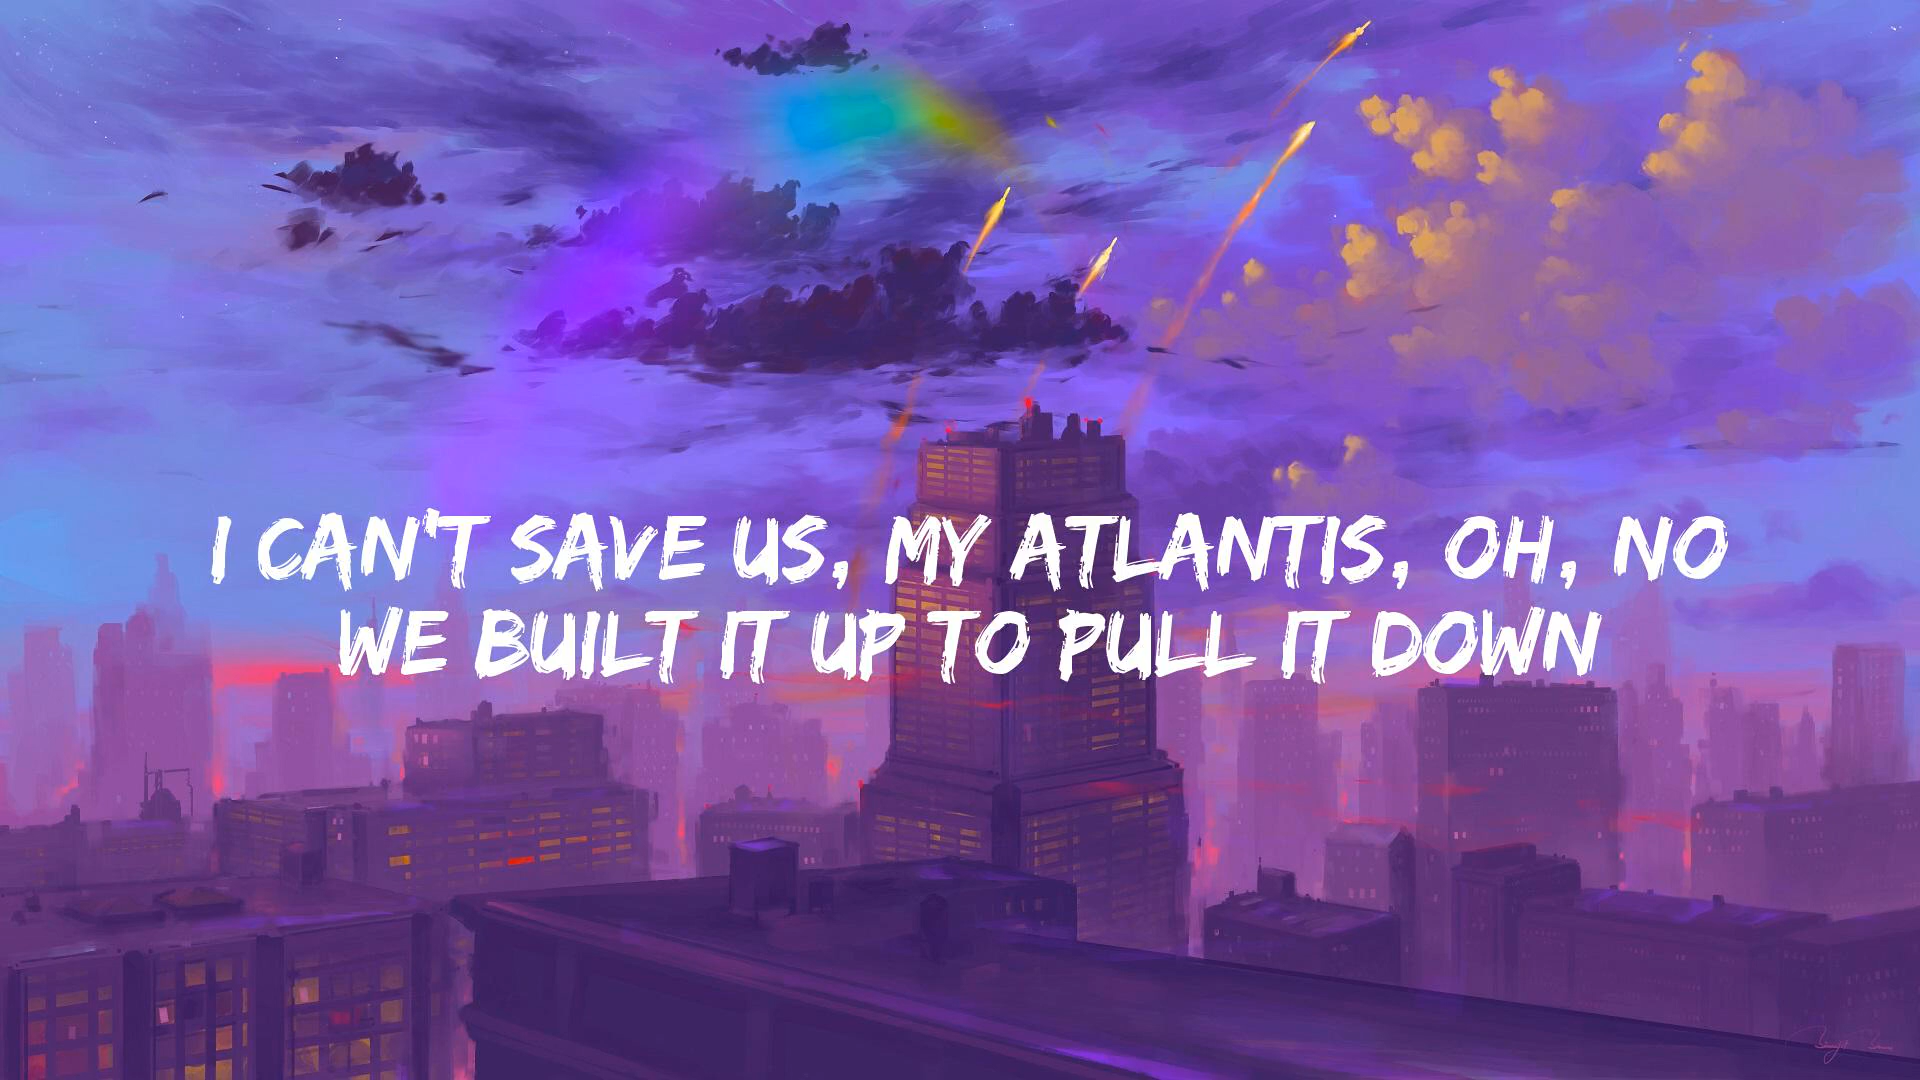 I CAN'T SAVE US, MY ATLANTIS, OH, NO
WE BUILT IT UP TO PULL IT DOWN